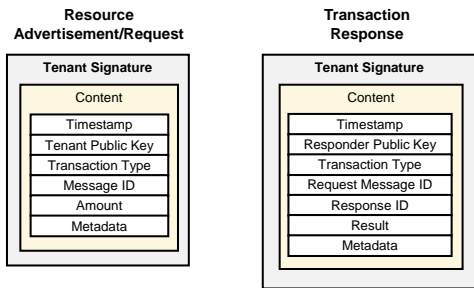 Resource
Advertisement/Request
Tenant Signature
Content
Timestamp
Tenant Public Key
Transaction Type
Message ID
Amount
Metadata
Transaction
Response
Tenant Signature
Content
Timestamp
Responder Public Key
Transaction Type
Request Message ID
Response ID
Result
Metadata